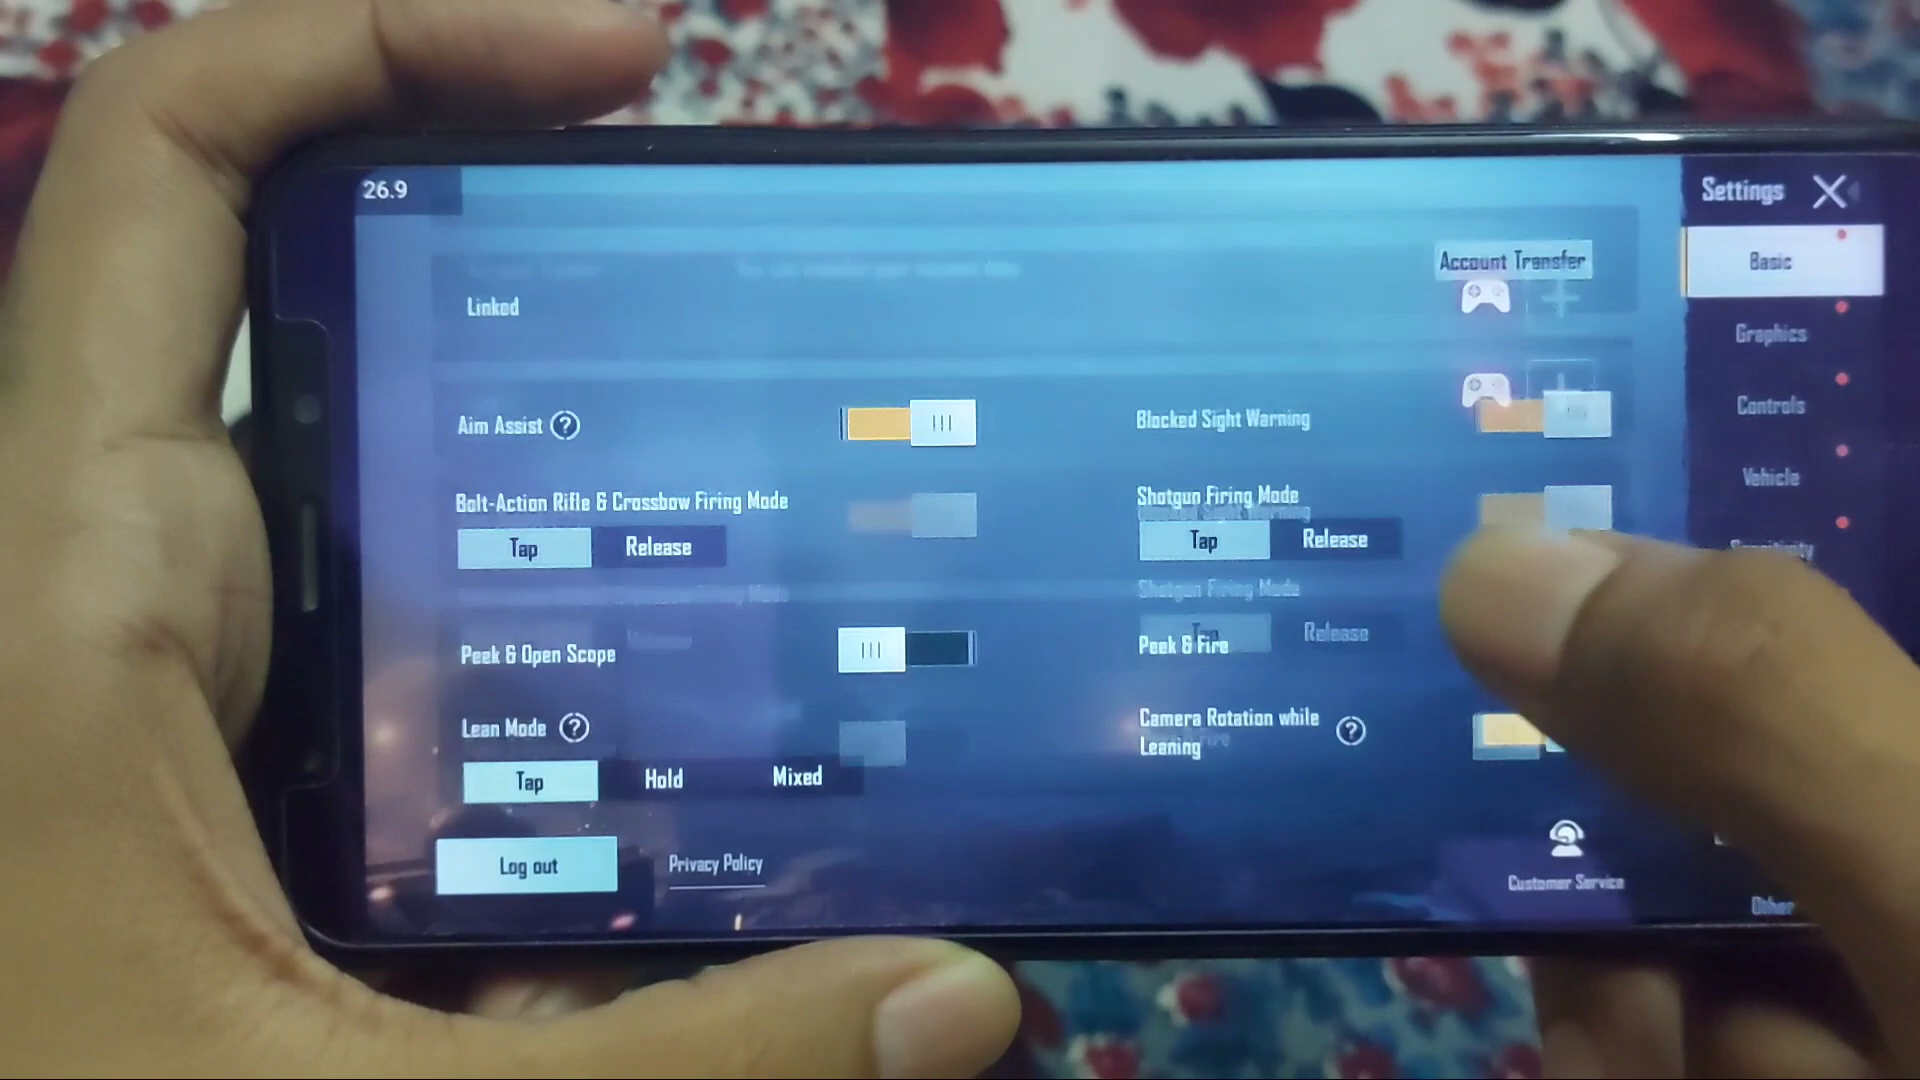 26.9
Settings
Account Transfer
Basic
Linked
Graphics
Controls
Aim Assist ?
Blocked Sight Warning
Vehicle
Bolt-Action Rifle & Crossbow Firing Mode
Shotgun Firing Mode
Tap Release
Tap Release
Sensitivity
Shotgun Firing Mode
Tap Release
Peek & Open Scope
Peek & Fire
Lean Mode ?
Camera Rotation while
Leaning ?
Tap Hold Mixed
Log out
Privacy Policy
Customer Service
Other